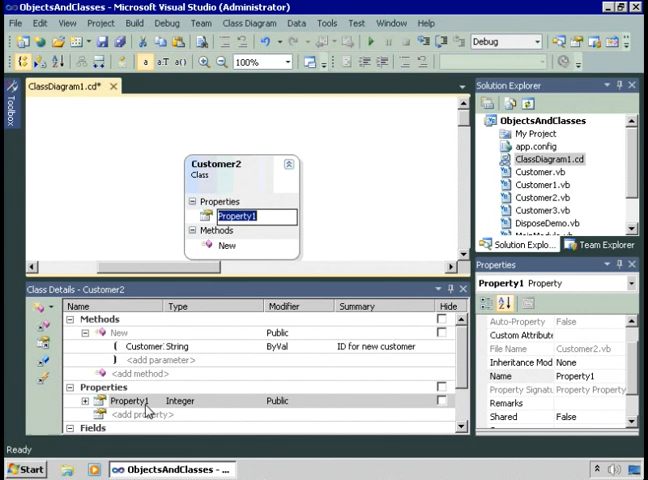 ObjectsAndClasses - Microsoft Visual Studio (Administrator)
File Edit View Project Build Debug Team Class Diagram Data Tools Test Window Help
a a:T a() 100% Debug
Toolbox
ClassDiagram1.cd*
Customer2
Class
Properties
Property1
Methods
New
Solution Explorer
ObjectsAndClasses
My Project
app.config
ClassDiagram1.cd
Customer.vb
Customer1.vb
Customer2.vb
Customer3.vb
DisposeDemo.vb
MainModule.vb
Solution Explo... Team Explorer
Properties
Property1 Property
Auto-Property False
Custom Attribute
File Name Customer2.vb
Inheritance Mod None
Name Property1
Property Signatu Property Property
Remarks
Shared False
Class Details - Customer2
Name Type Modifier Summary Hide
Methods
New Public
( Customer String ByVal ID for new customer
) <add parameter>
<add method>
Properties
Property1 Integer Public
<add property>
Fields
Ready
Start ObjectsAndClasses - ...